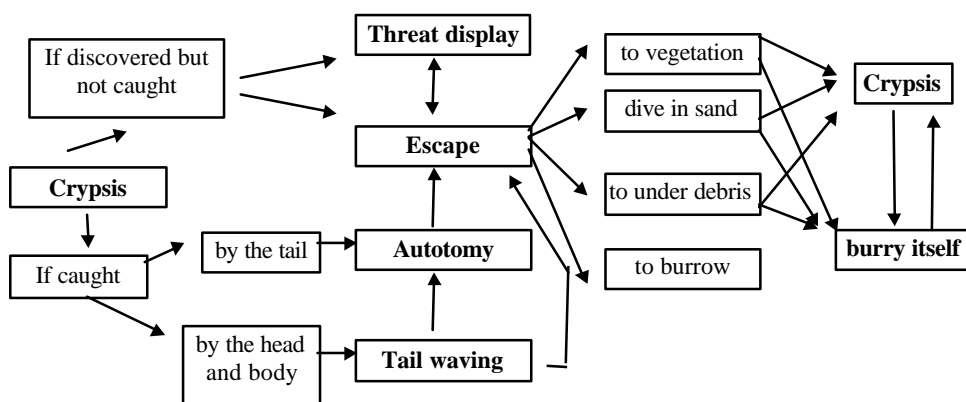 If discovered but
not caught
Crypsis
If caught
by the tail
by the head
and body
Threat display
Escape
Autotomy
Tail waving
to vegetation
dive in sand
to under debris
to burrow
Crypsis
burry itself